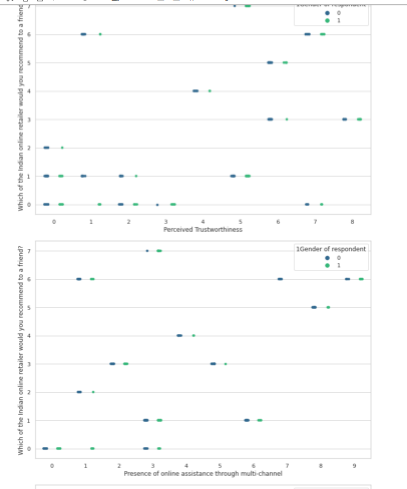 Gender of respondent
0
1
Which of the Indian online retailer would you recommend to a friend
7
6
5
4
3
2
1
0
0 1 2 3 4 5 6 7 8
Perceived Trustworthiness
1Gender of respondent
0
1
Which of the Indian online retailer would you recommend to a friend?
7
6
5
4
3
2
1
0
0 1 2 3 4 5 6 7 8 9
Presence of online assistance through multi-channel